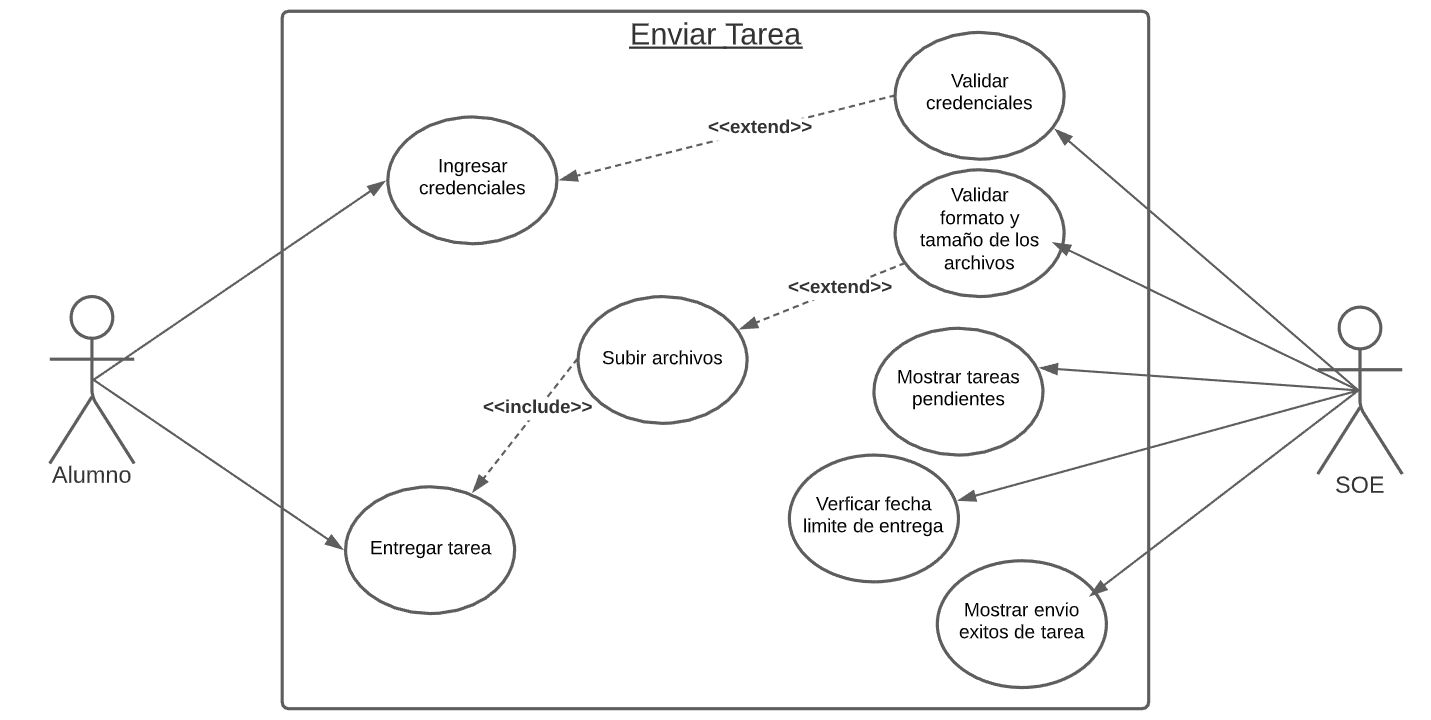 Enviar Tarea
Validar
credenciales
<<extend>>
Ingresar
credenciales
Validar
formato y
tamaño de los
archivos
<<extend>>
Subir archivos
Mostrar tareas
pendientes
<<include>>
Alumno
SOE
Verficar fecha
limite de entrega
Entregar tarea
Mostrar envio
exitos de tarea